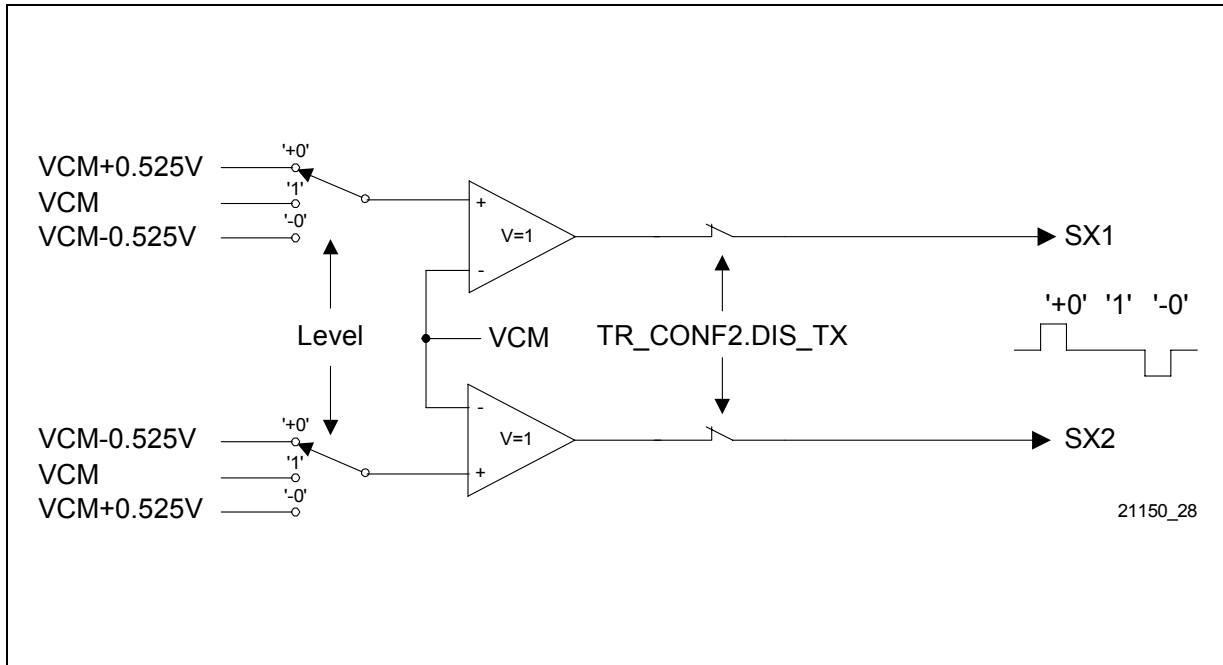 '+0'
VCM+0.525V
'1'
VCM
'-0'
VCM-0.525V
+
V=1
-
SX1
'+0' '1' '-0'
Level
VCM
TR_CONF2.DIS_TX
-
'+0'
VCM-0.525V
V=1
SX2
'1'
VCM
+
'-0'
VCM+0.525V
21150_28